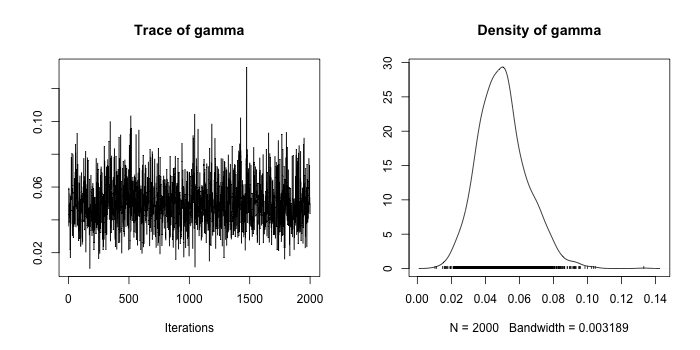 Trace of gamma
0.02 0.06 0.10
0 500 1000 1500 2000
Iterations
Density of gamma
0 5 10 15 20 25 30
0.00 0.02 0.04 0.06 0.08 0.10 0.12 0.14
N = 2000 Bandwidth = 0.003189